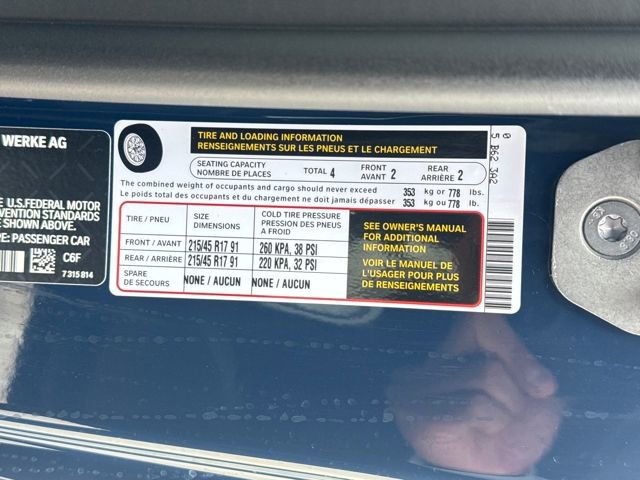 WERKE AG
U.S.FEDERAL MOTOR
VENTION STANDARDS
SHOWN ABOVE.
PE: PASSENGER CAR
C6F
7 315 814
TIRE AND LOADING INFORMATION
RENSEIGNEMENTS SUR LES PNEUS ET LE CHARGEMENT
SEATING CAPACITY
NOMBRE DE PLACES
TOTAL 4
FRONT
AVANT 2
REAR
ARRIÈRE 2
The combined weight of occupants and cargo should never exceed 353 kg or 778 lbs.
Le poids total des occupants et du chargement ne doit jamais dépasser 353 kg ou 778 lb.
TIRE / PNEU
SIZE
DIMENSIONS
COLD TIRE PRESSURE
PRESSION DES PNEUS
A FROID
FRONT / AVANT 215/45 R17 91 260 KPA, 38 PSI
REAR / ARRIÈRE 215/45 R17 91 220 KPA, 32 PSI
SPARE
DE SECOURS
NONE / AUCUN NONE / AUCUN
SEE OWNER'S MANUAL
FOR ADDITIONAL
INFORMATION
VOIR LE MANUEL DE
L'USAGER POUR PLUS
DE RENSEIGNEMENTS